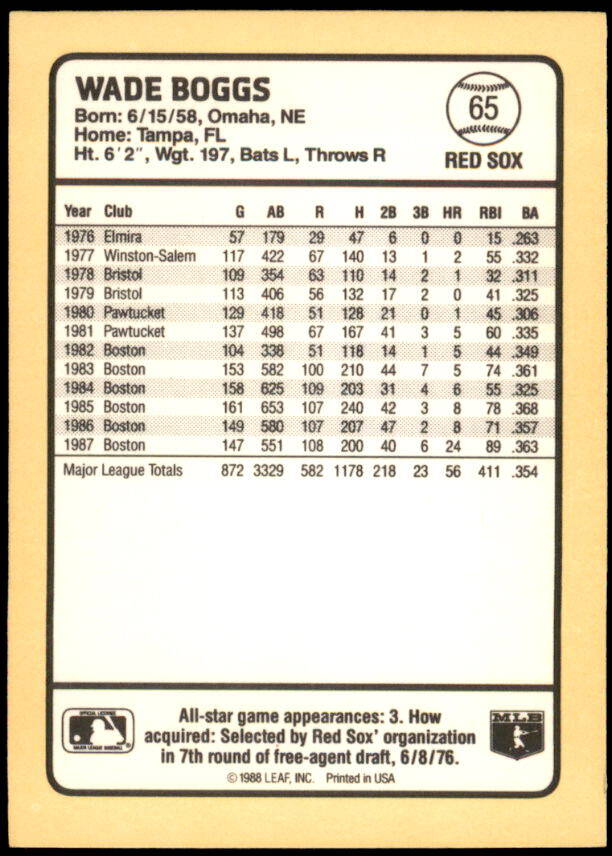 WADE BOGGS
Born: 6/15/58, Omaha, NE
Home: Tampa, FL
Ht. 6'2", Wgt. 197, Bats L, Throws R
65
RED SOX
Year Club G AB R H 2B 3B HR RBI BA
1976 Elmira 57 179 29 47 6 0 0 15 .263
1977 Winston-Salem 117 422 67 140 13 1 2 55 .332
1978 Bristol 109 354 63 110 14 2 1 32 .311
1979 Bristol 113 406 56 132 17 2 0 41 .325
1980 Pawtucket 129 418 51 128 21 0 1 45 .306
1981 Pawtucket 137 498 67 167 41 3 5 60 .335
1982 Boston 104 338 51 118 14 1 5 44 .349
1983 Boston 153 582 100 210 44 7 5 74 .361
1984 Boston 158 625 109 203 31 4 6 55 .325
1985 Boston 161 653 107 240 42 3 8 78 .368
1986 Boston 149 580 107 207 47 2 8 71 .357
1987 Boston 147 551 108 200 40 6 24 89 .363
Major League Totals 872 3329 582 1178 218 23 56 411 .354
OFFICIAL LICENSEE
MAJOR LEAGUE BASEBALL
All-star game appearances: 3. How
acquired: Selected by Red Sox' organization
in 7th round of free-agent draft, 6/8/76.
© 1988 LEAF, INC. Printed in USA
MLB